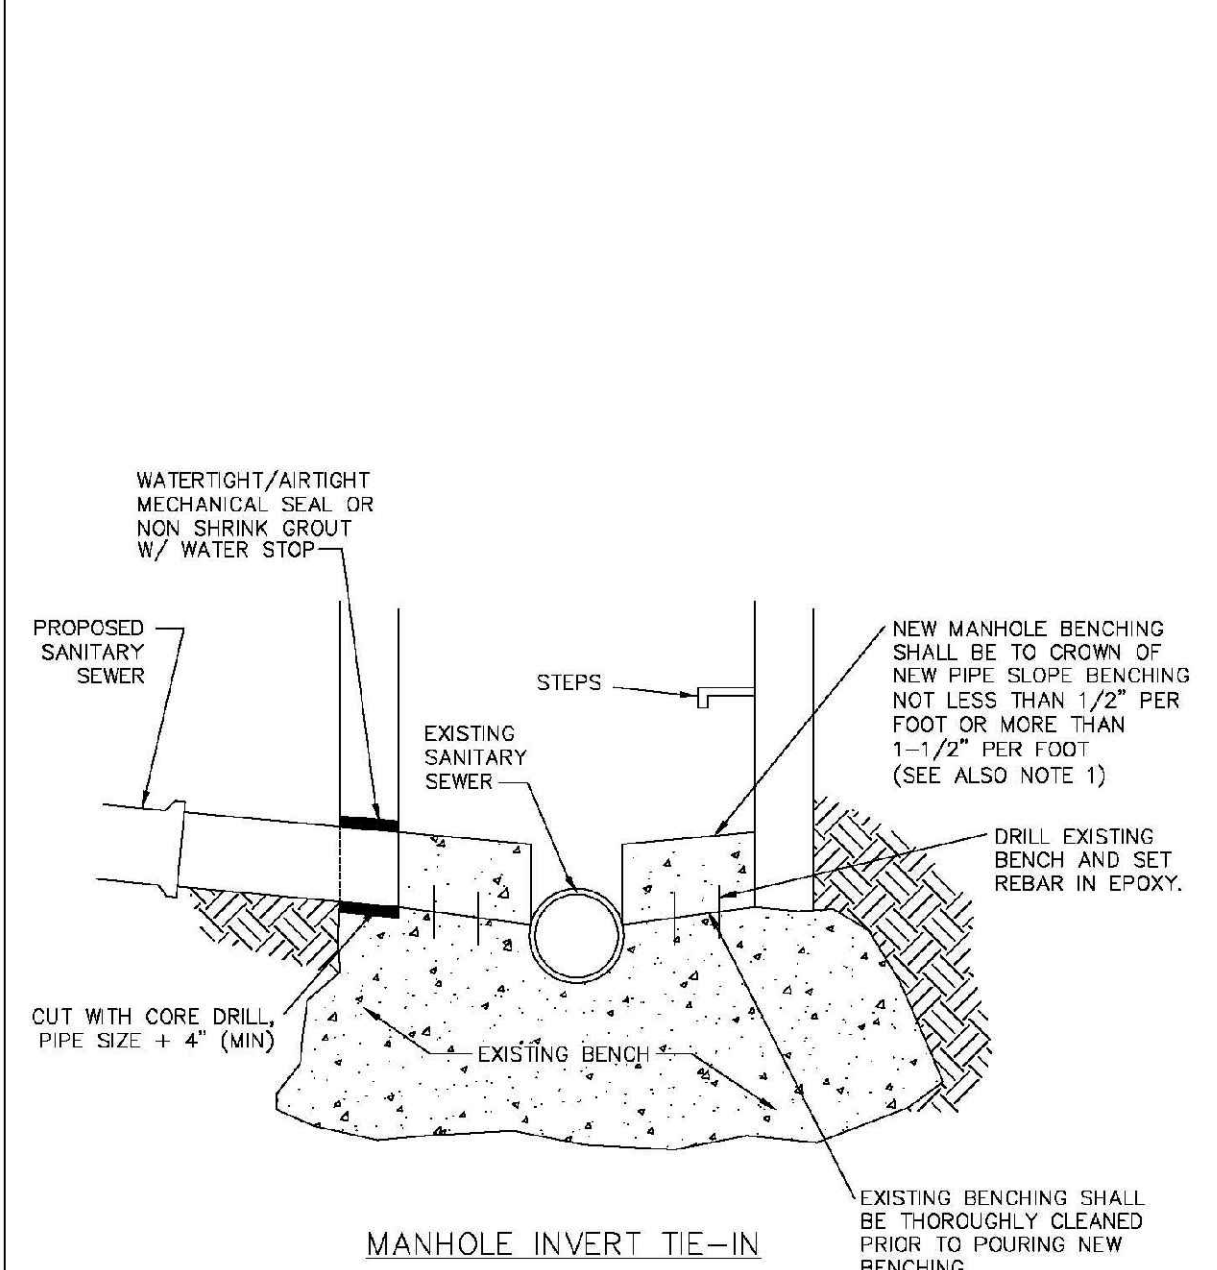 WATERTIGHT/AIRTIGHT
MECHANICAL SEAL OR
NON SHRINK GROUT
W/ WATER STOP
PROPOSED
SANITARY
SEWER
STEPS
EXISTING
SANITARY
SEWER
NEW MANHOLE BENCHING
SHALL BE TO CROWN OF
NEW PIPE SLOPE BENCHING
NOT LESS THAN 1/2" PER
FOOT OR MORE THAN
1-1/2" PER FOOT
(SEE ALSO NOTE 1)
DRILL EXISTING
BENCH AND SET
REBAR IN EPOXY.
CUT WITH CORE DRILL,
PIPE SIZE + 4" (MIN)
EXISTING BENCH
EXISTING BENCHING SHALL
BE THOROUGHLY CLEANED
PRIOR TO POURING NEW
BENCHING
MANHOLE INVERT TIE-IN